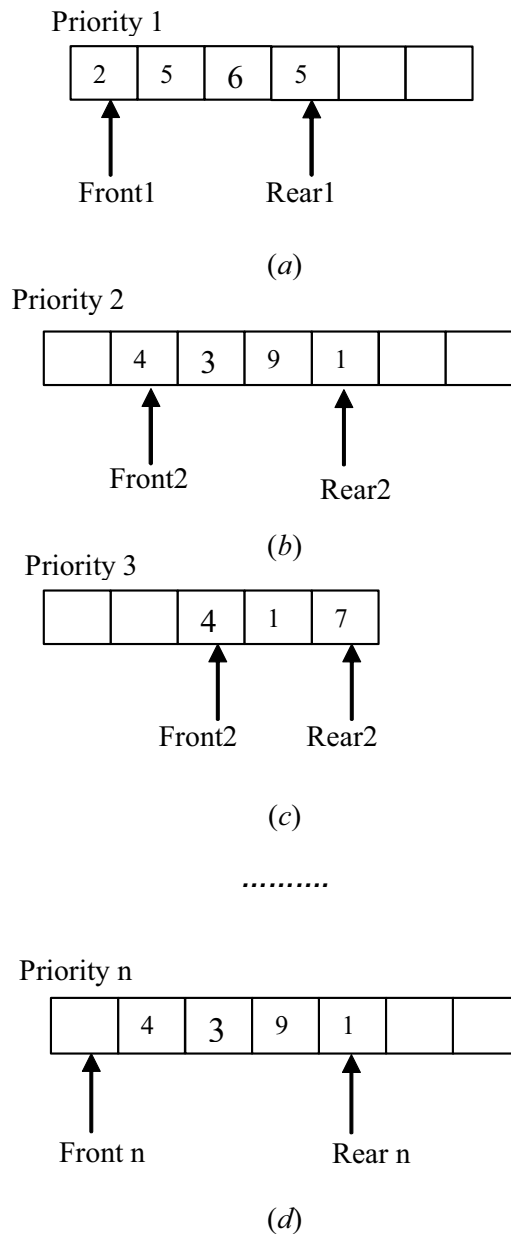 Priority 1
2 5 6 5
Front1 Rear1
(a)
Priority 2
4 3 9 1
Front2 Rear2
(b)
Priority 3
4 1 7
Front2 Rear2
(c)
..........
Priority n
4 3 9 1
Front n Rear n
(d)